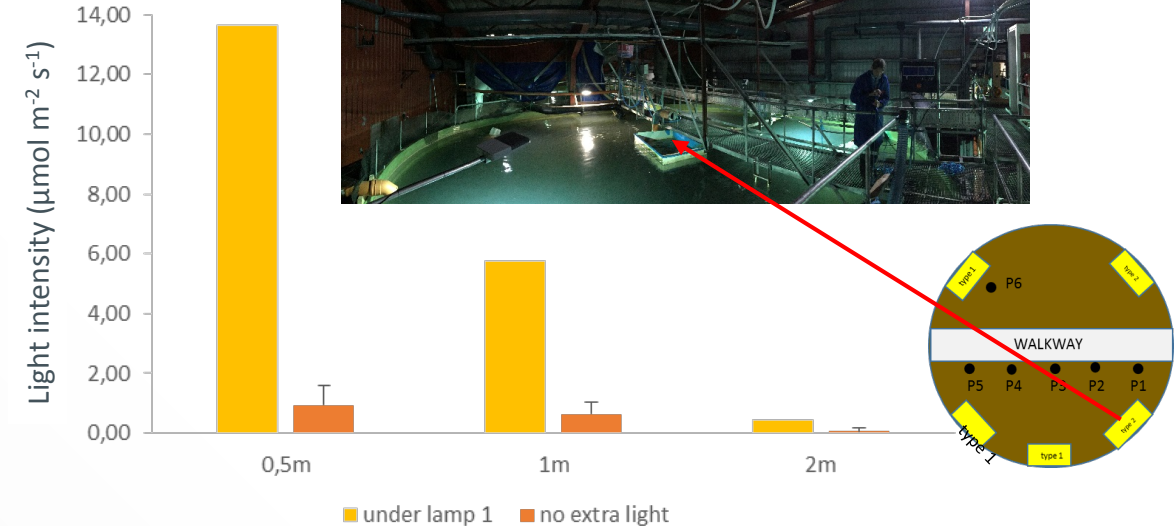 Light intensity (µmol m⁻² s⁻¹)
14,00
12,00
10,00
8,00
6,00
4,00
2,00
0,00
0,5m
1m
2m
under lamp 1
no extra light
type 1
type 2
P6
WALKWAY
P5
P4
P3
P2
P1
type 1
type 1
type 2